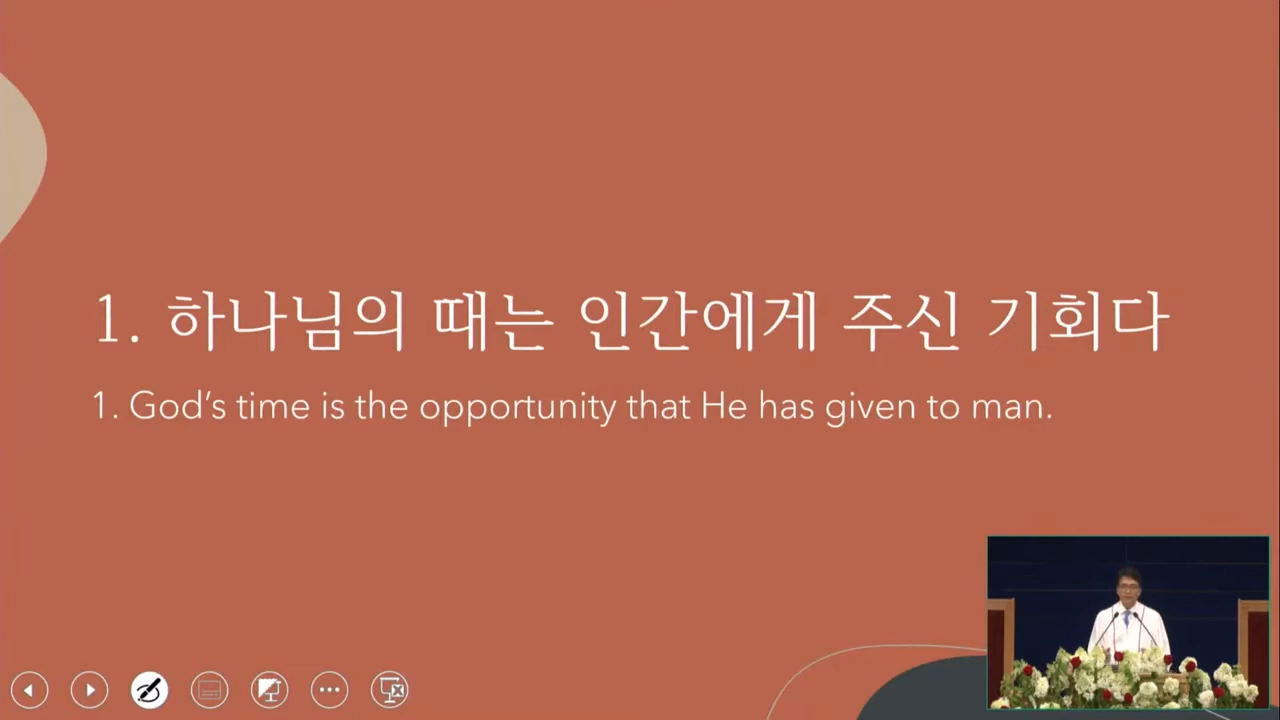 1. 하나님의 때는 인간에게 주신 기회다
1. God’s time is the opportunity that He has given to man.